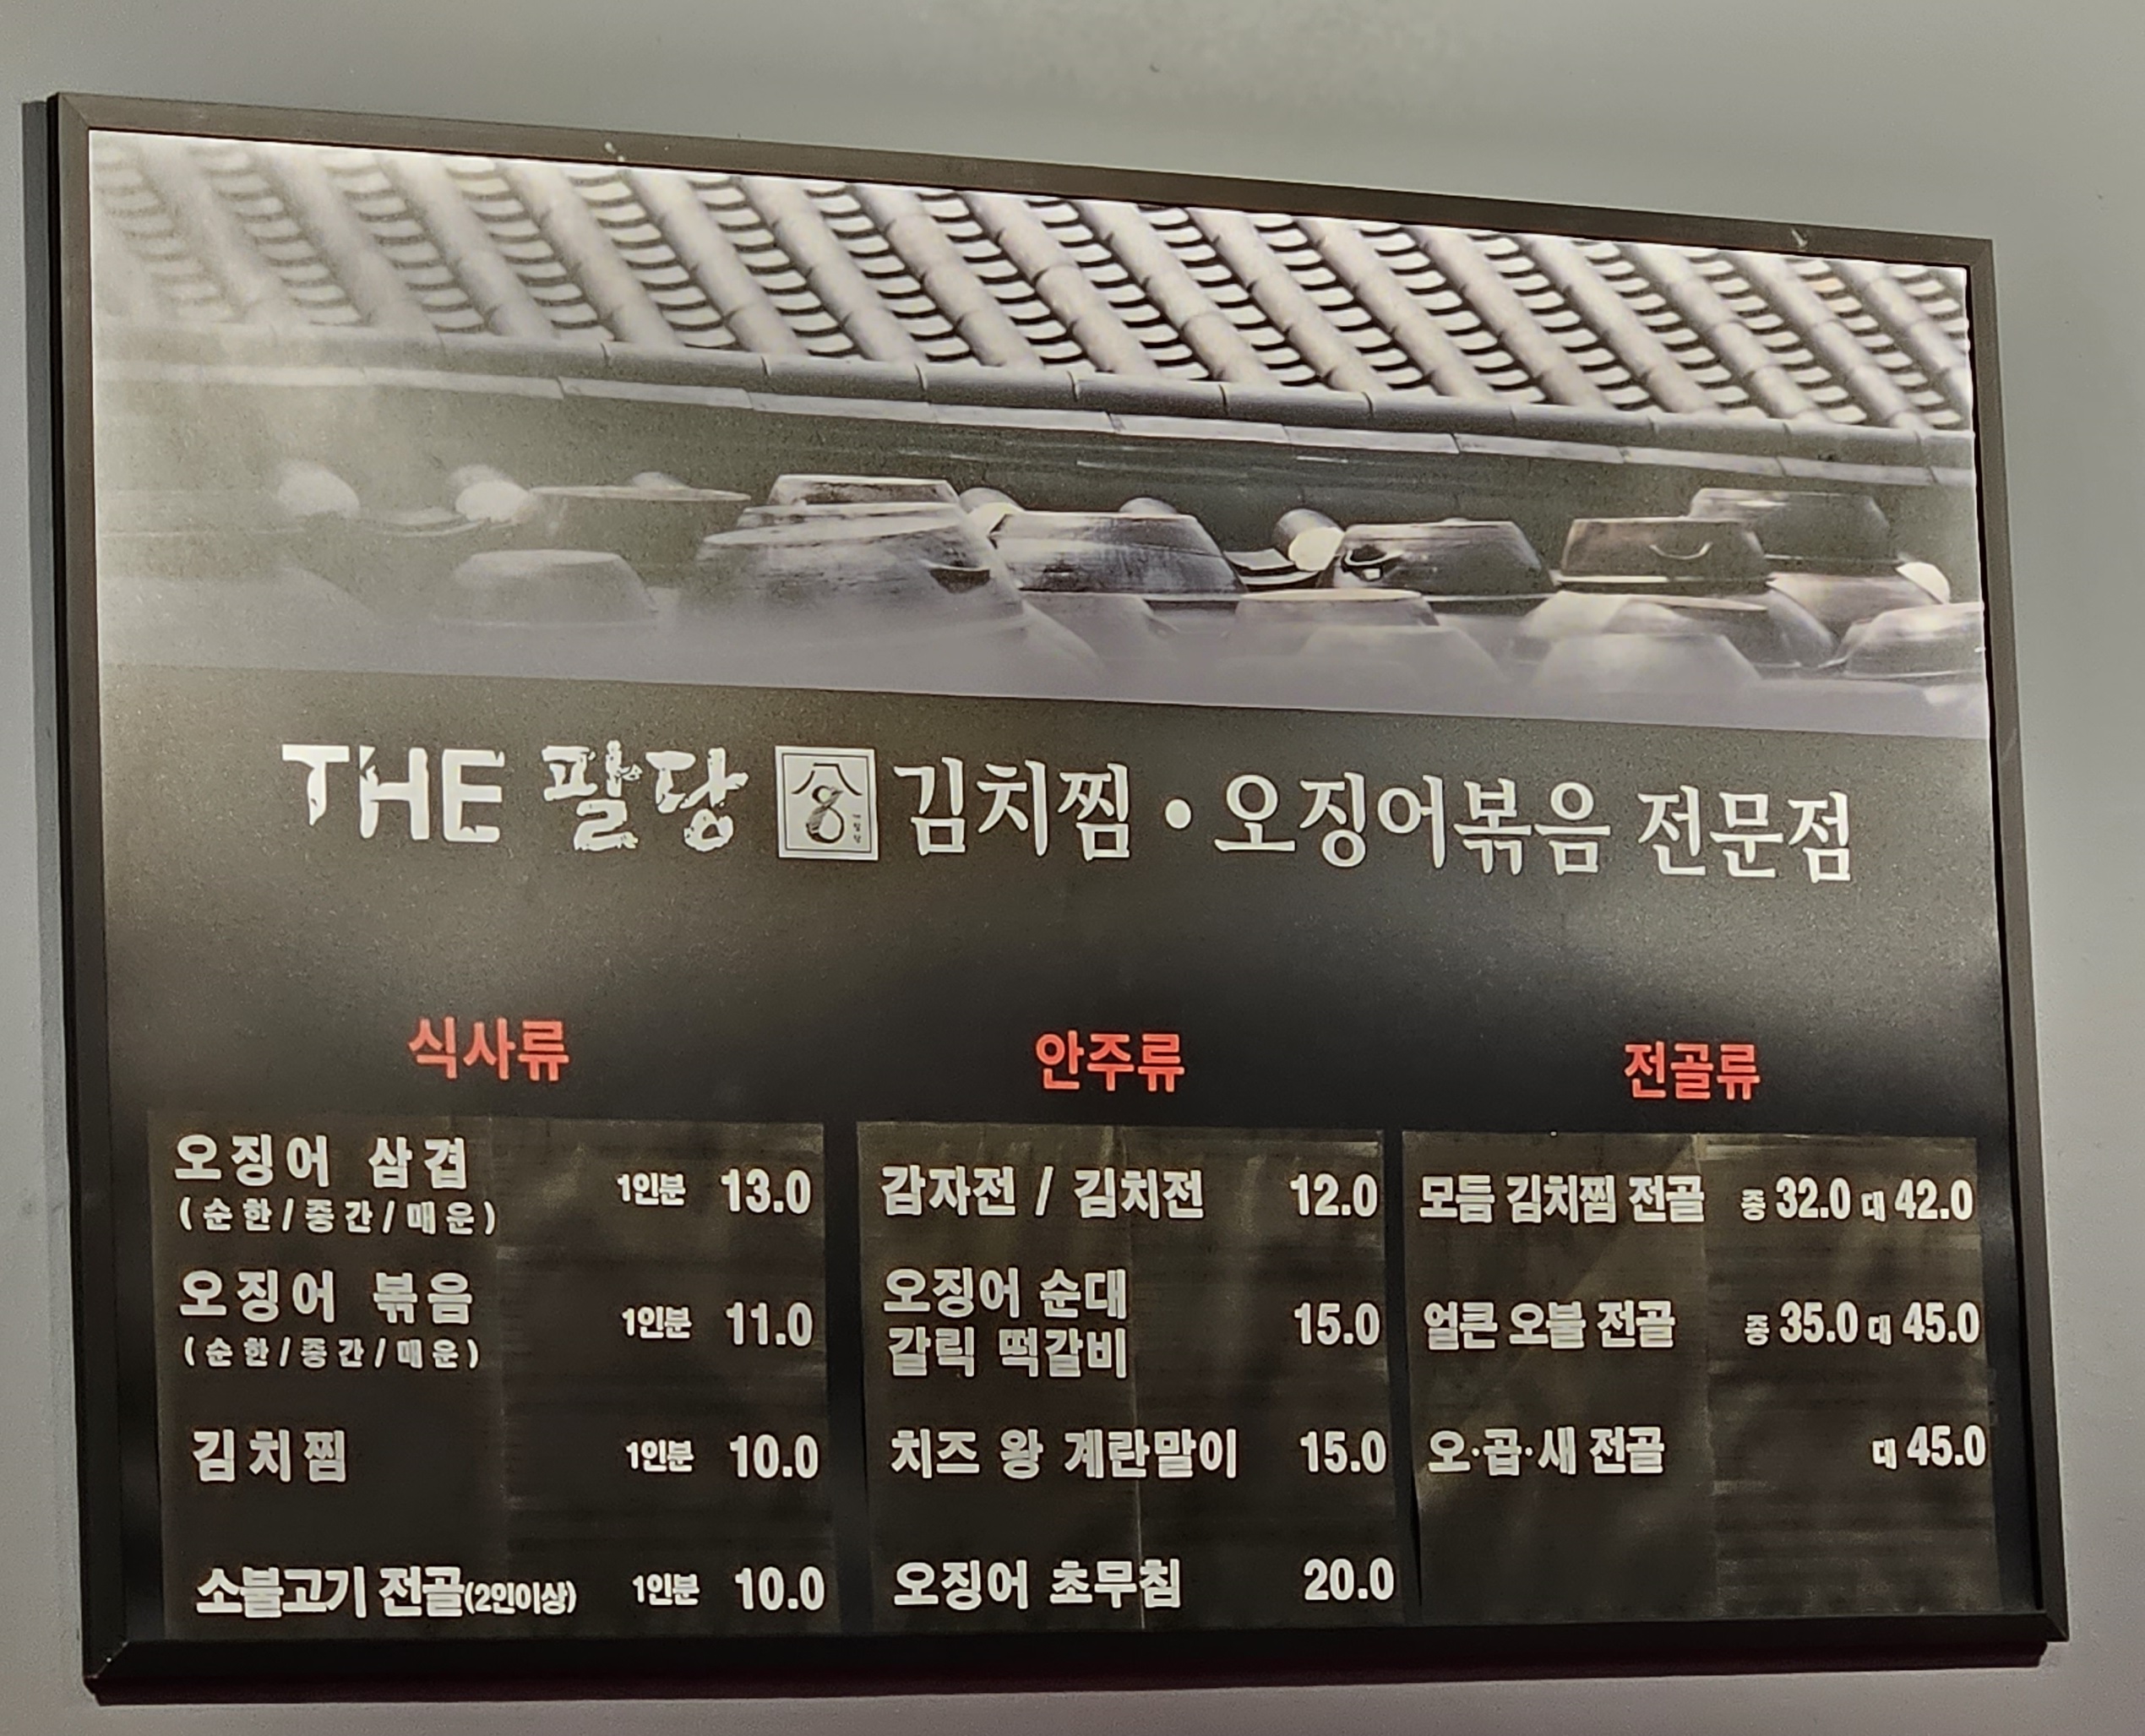 THE 팔당 김치찜 · 오징어볶음 전문점
식사류
오징어 삼겹 1인분 13.0
(순한/중간/매운)
오징어 볶음 1인분 11.0
(순한/중간/매운)
김치찜 1인분 10.0
소불고기 전골(2인이상) 1인분 10.0
안주류
감자전 / 김치전 12.0
오징어 순대
갈릭 떡갈비 15.0
치즈 왕 계란말이 15.0
오징어 초무침 20.0
전골류
모듬 김치찜 전골 중 32.0 대 42.0
얼큰 오불 전골 중 35.0 대 45.0
오·곱·새 전골 대 45.0